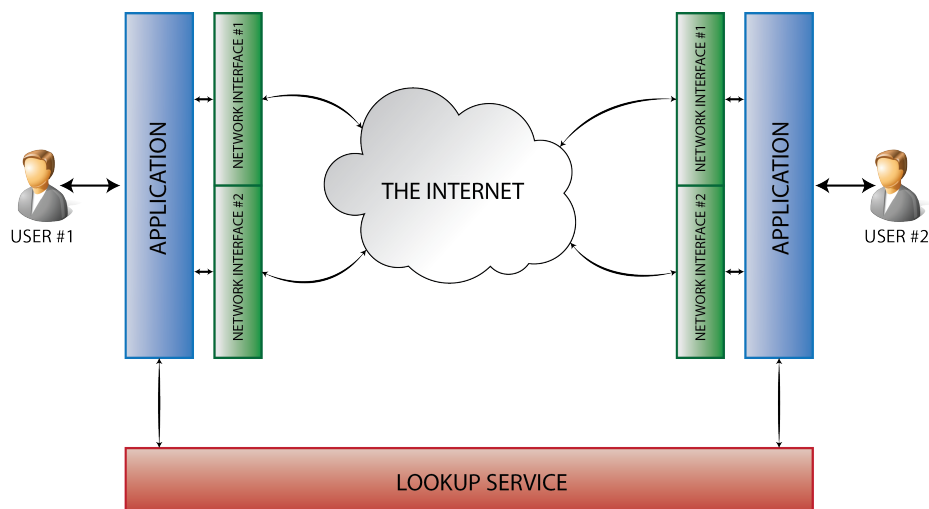 USER #1
APPLICATION
NETWORK INTERFACE #1
NETWORK INTERFACE #2
THE INTERNET
NETWORK INTERFACE #1
NETWORK INTERFACE #2
APPLICATION
USER #2
LOOKUP SERVICE